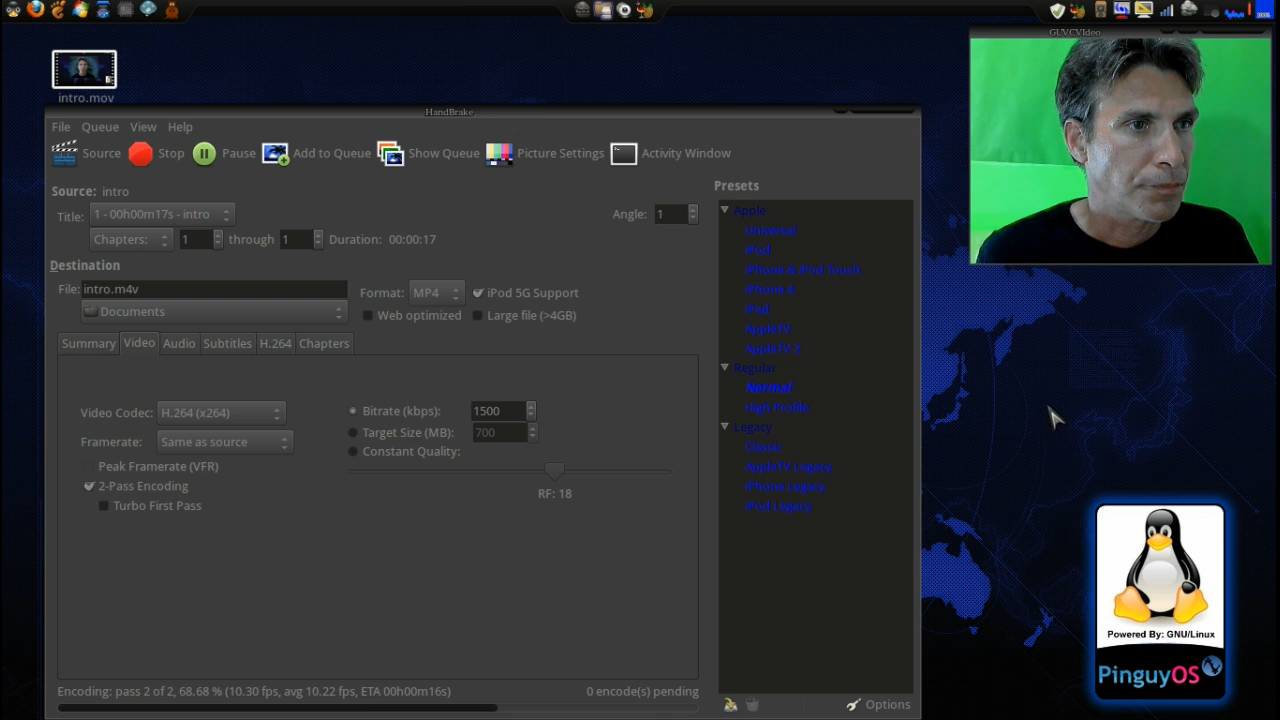 GUVCVIdeo
intro.mov
HandBrake
File Queue View Help
Source Stop Pause Add to Queue Show Queue Picture Settings Activity Window
Source: intro
Title: 1 - 00h00m17s - intro Angle: 1
Chapters: 1 through 1 Duration: 00:00:17
Destination
File: intro.m4v Format: MP4 iPod 5G Support
Documents Web optimized Large file (>4GB)
Summary Video Audio Subtitles H.264 Chapters
Video Codec: H.264 (x264) Bitrate (kbps): 1500
Target Size (MB): 700
Framerate: Same as source Constant Quality:
Peak Framerate (VFR)
2-Pass Encoding RF: 18
Turbo First Pass
Encoding: pass 2 of 2, 68.68 % (10.30 fps, avg 10.22 fps, ETA 00h00m16s) 0 encode(s) pending
Presets
Apple
Universal
iPod
iPhone & iPod Touch
iPhone 4
iPad
AppleTV
AppleTV 2
Regular
Normal
High Profile
Legacy
Classic
AppleTV Legacy
iPhone Legacy
iPod Legacy
Options
Powered By: GNU/Linux
PinguyOS